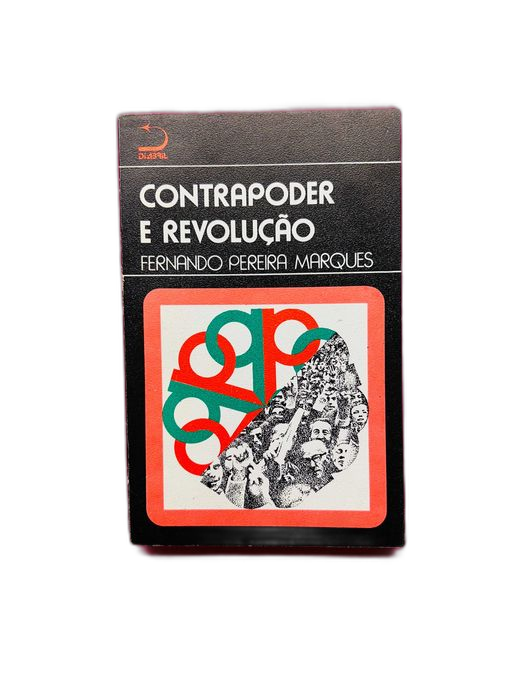 DIABRIL
CONTRAPODER
E REVOLUÇÃO
FERNANDO PEREIRA MARQUES